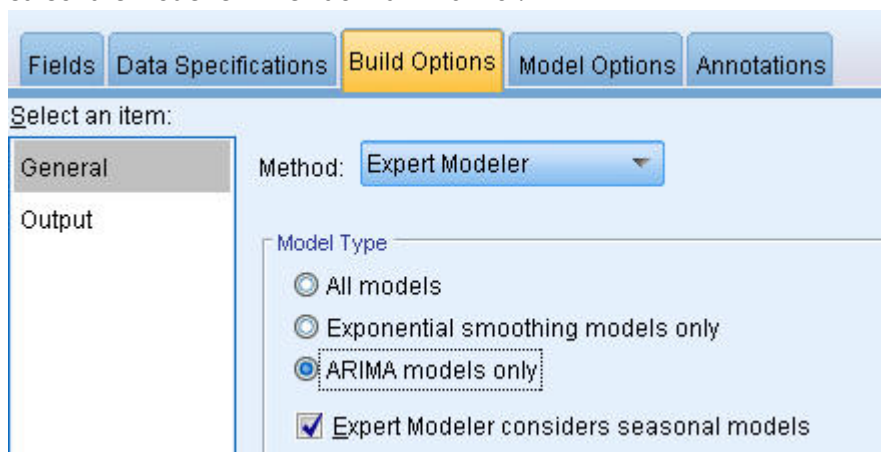 Fields Data Specifications Build Options Model Options Annotations
Select an item:
General
Output
Method: Expert Modeler
Model Type
All models
Exponential smoothing models only
ARIMA models only
Expert Modeler considers seasonal models